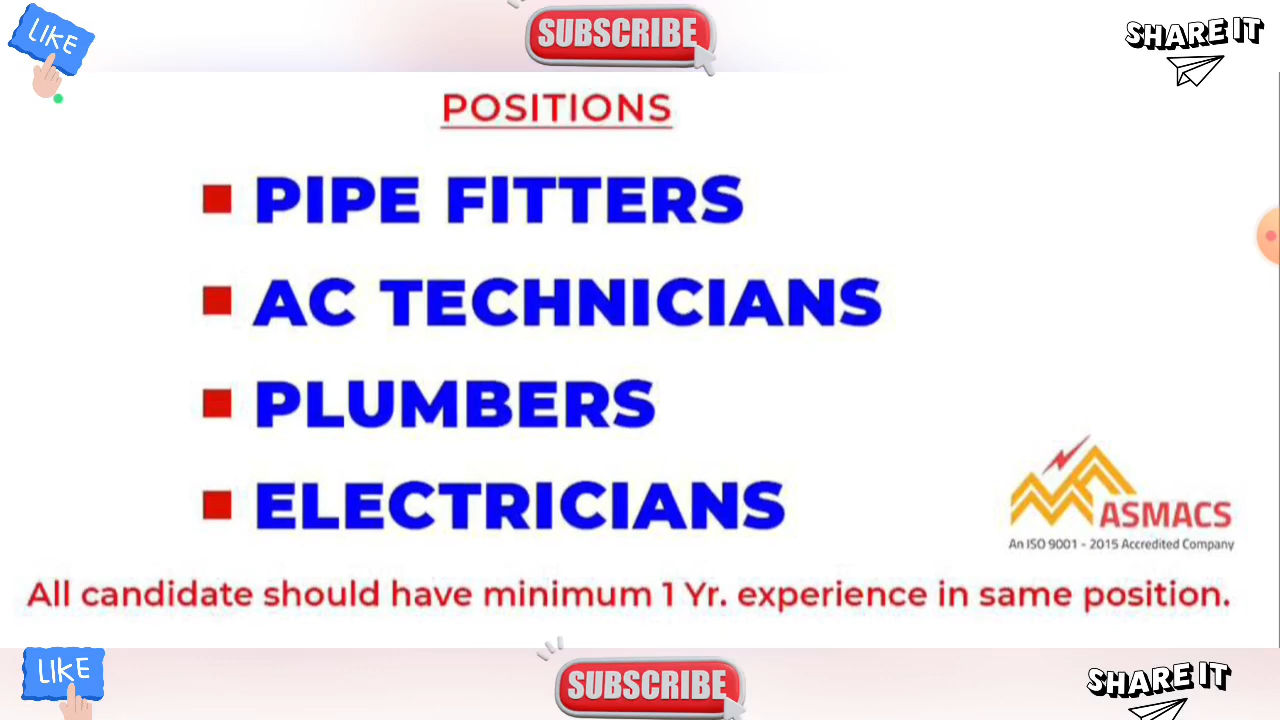 LIKE
SUBSCRIBE
SHARE IT
POSITIONS
PIPE FITTERS
AC TECHNICIANS
PLUMBERS
ELECTRICIANS
ASMACS
An ISO 9001 - 2015 Accredited Company
All candidate should have minimum 1 Yr. experience in same position.
LIKE
SUBSCRIBE
SHARE IT